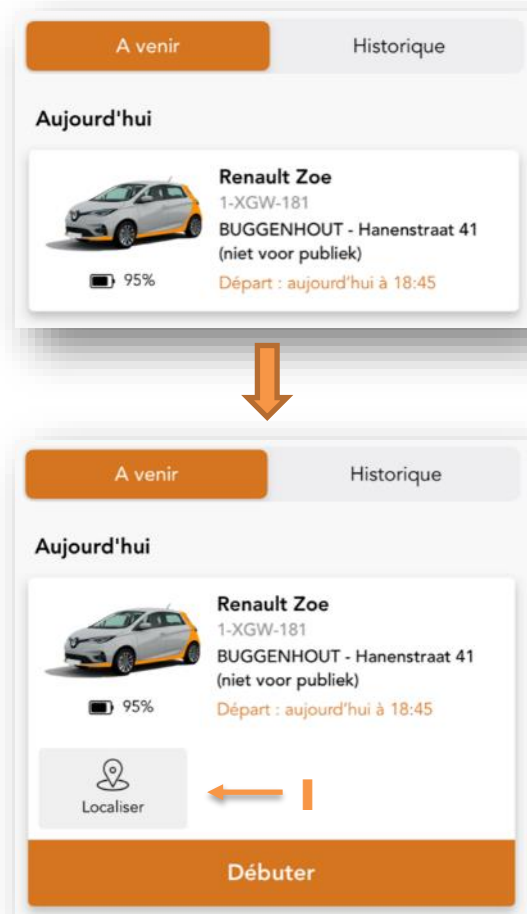 A venir
Historique
Aujourd'hui
Renault Zoe
1-XGW-181
BUGGENHOUT - Hanenstraat 41
(niet voor publiek)
95%
Départ : aujourd'hui à 18:45
A venir
Historique
Aujourd'hui
Renault Zoe
1-XGW-181
BUGGENHOUT - Hanenstraat 41
(niet voor publiek)
95%
Départ : aujourd'hui à 18:45
Localiser
Débuter